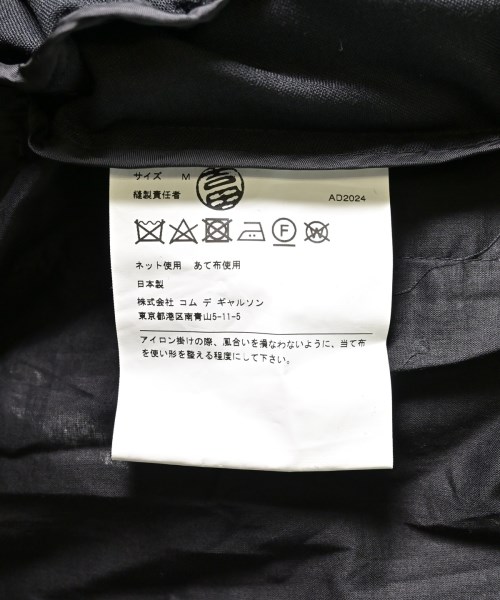 サイズ M
縫製責任者 吉田 AD2024
F W
ネット使用 あて布使用
日本製
株式会社 コム デ ギャルソン
東京都港区南青山5-11-5
アイロン掛けの際、風合いを損なわないように、当て布
を使い形を整える程度にして下さい。